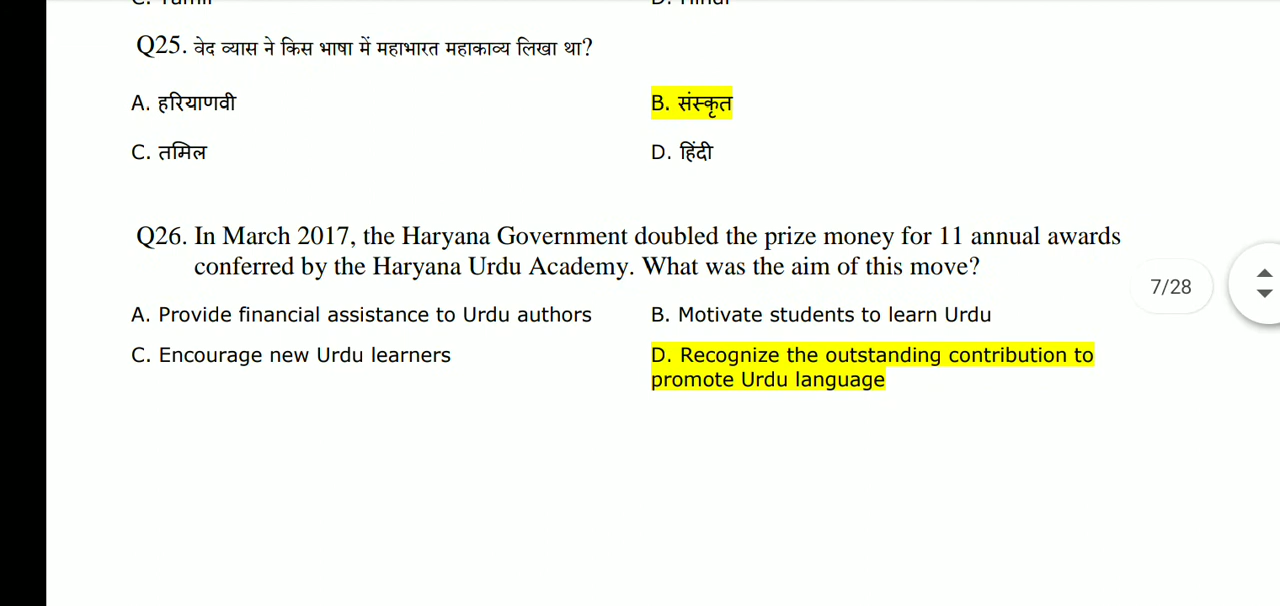 C. Tamil D. Hindi
Q25. वेद व्यास ने किस भाषा में महाभारत महाकाव्य लिखा था?
A. हरियाणवी B. संस्कृत
C. तमिल D. हिंदी
Q26. In March 2017, the Haryana Government doubled the prize money for 11 annual awards
conferred by the Haryana Urdu Academy. What was the aim of this move?
7/28
A. Provide financial assistance to Urdu authors B. Motivate students to learn Urdu
C. Encourage new Urdu learners D. Recognize the outstanding contribution to
promote Urdu language